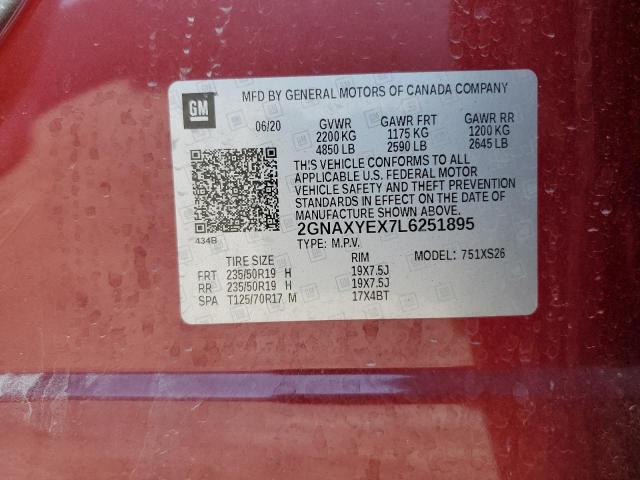 GM
MFD BY GENERAL MOTORS OF CANADA COMPANY
06/20 GVWR GAWR FRT GAWR RR
2200 KG 1175 KG 1200 KG
4850 LB 2590 LB 2645 LB
THIS VEHICLE CONFORMS TO ALL
APPLICABLE U.S. FEDERAL MOTOR
VEHICLE SAFETY AND THEFT PREVENTION
STANDARDS IN EFFECT ON THE DATE OF
MANUFACTURE SHOWN ABOVE.
434B
2GNAXYEX7L6251895
TYPE: M.P.V. MODEL: 751XS26
TIRE SIZE RIM
FRT 235/50R19 H 19X7.5J
RR 235/50R19 H 19X7.5J
SPA T125/70R17 M 17X4BT